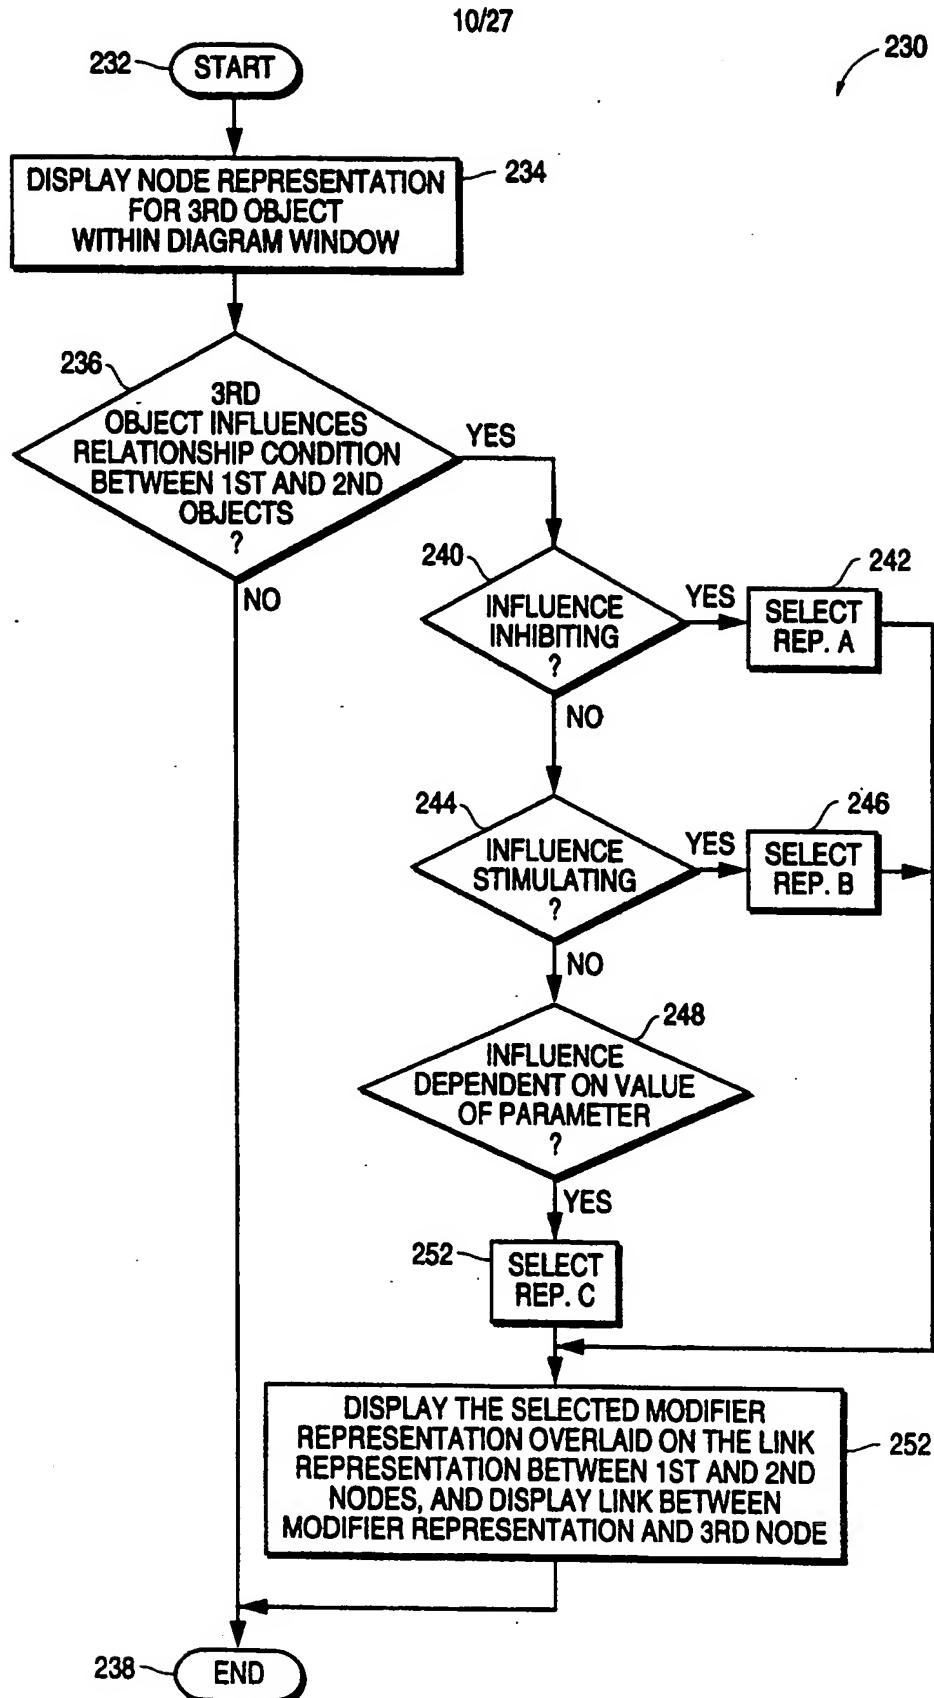 10/27
230
232
START
DISPLAY NODE REPRESENTATION
FOR 3RD OBJECT
WITHIN DIAGRAM WINDOW
234
236
3RD
OBJECT INFLUENCES
RELATIONSHIP CONDITION
BETWEEN 1ST AND 2ND
OBJECTS
?
YES
NO
240
INFLUENCE
INHIBITING
?
YES
242
SELECT
REP. A
NO
244
INFLUENCE
STIMULATING
?
YES
246
SELECT
REP. B
NO
248
INFLUENCE
DEPENDENT ON VALUE
OF PARAMETER
?
YES
252
SELECT
REP. C
DISPLAY THE SELECTED MODIFIER
REPRESENTATION OVERLAID ON THE LINK
REPRESENTATION BETWEEN 1ST AND 2ND
NODES, AND DISPLAY LINK BETWEEN
MODIFIER REPRESENTATION AND 3RD NODE
252
238
END